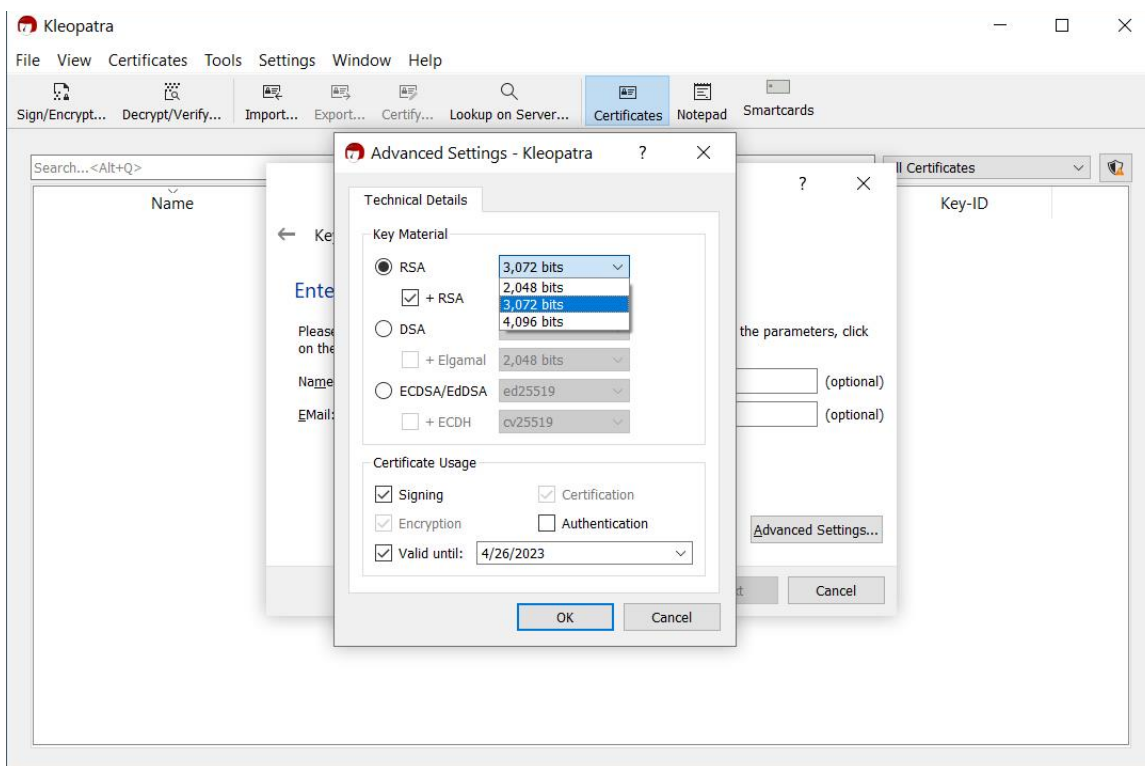 Kleopatra
File View Certificates Tools Settings Window Help
Sign/Encrypt... Decrypt/Verify... Import... Export... Certify... Lookup on Server... Certificates Notepad Smartcards
Search...<Alt+Q>
ll Certificates
Name
Key-ID
Advanced Settings - Kleopatra ?
?
Technical Details
Ke
Key Material
RSA 3,072 bits
2,048 bits
+ RSA 3,072 bits
4,096 bits
DSA
+ Elgamal 2,048 bits
ECDSA/EdDSA ed25519
+ ECDH cv25519
Ente
Please
the parameters, click
on the
Name
(optional)
EMail:
(optional)
Certificate Usage
Signing Certification
Encryption Authentication
Valid until: 4/26/2023
Advanced Settings...
OK Cancel
Cancel